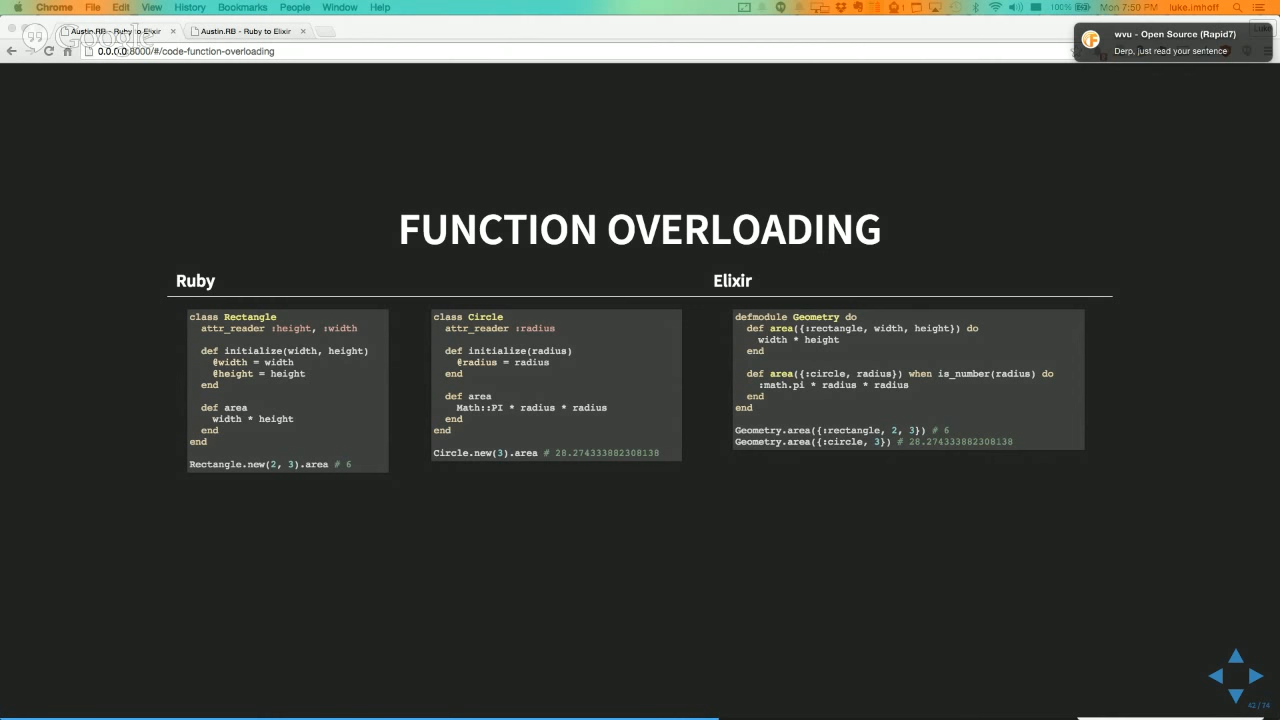 Chrome File Edit View History Bookmarks People Window Help
100% Mon 7:50 PM luke.imhoff
Austin.RB - Ruby to Elixir
Austin.RB - Ruby to Elixir
Google
0.0.0.0:8000/#/code-function-overloading
wvu - Open Source (Rapid7)
Derp, just read your sentence
FUNCTION OVERLOADING
Ruby
class Rectangle
attr_reader :height, :width
def initialize(width, height)
@width = width
@height = height
end
def area
width * height
end
end
Rectangle.new(2, 3).area # 6
class Circle
attr_reader :radius
def initialize(radius)
@radius = radius
end
def area
Math::PI * radius * radius
end
end
Circle.new(3).area # 28.274333882308138
Elixir
defmodule Geometry do
def area({:rectangle, width, height}) do
width * height
end
def area({:circle, radius}) when is_number(radius) do
:math.pi * radius * radius
end
end
Geometry.area({:rectangle, 2, 3}) # 6
Geometry.area({:circle, 3}) # 28.274333882308138
42 / 74